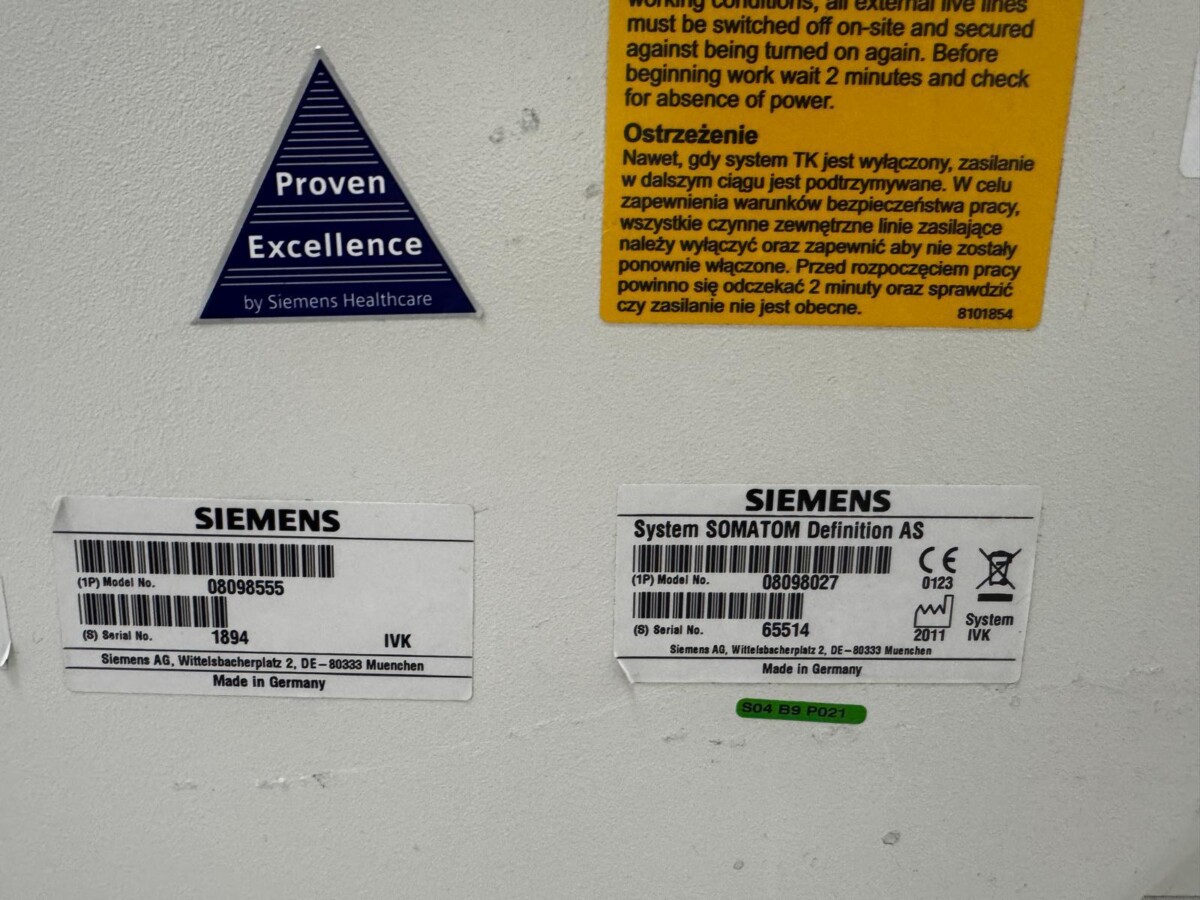 working conditions, all external live lines
must be switched off on-site and secured
against being turned on again. Before
beginning work wait 2 minutes and check
for absence of power.
Ostrzeżenie
Nawet, gdy system TK jest wyłączony, zasilanie
w dalszym ciągu jest podtrzymywane. W celu
zapewnienia warunków bezpieczeństwa pracy,
wszystkie czynne zewnętrzne linie zasilające
należy wyłączyć oraz zapewnić aby nie zostały
ponownie włączone. Przed rozpoczęciem pracy
powinno się odczekać 2 minuty oraz sprawdzić
czy zasilanie nie jest obecne.
8101854
Proven
Excellence
by Siemens Healthcare
SIEMENS
(1P) Model No. 08098555
(S) Serial No. 1894
IVK
Siemens AG, Wittelsbacherplatz 2, DE-80333 Muenchen
Made in Germany
SIEMENS
System SOMATOM Definition AS
(1P) Model No. 08098027
CE
0123
(S) Serial No. 65514
2011
System
IVK
Siemens AG, Wittelsbacherplatz 2, DE-80333 Muenchen
Made in Germany
S04 B9 P021